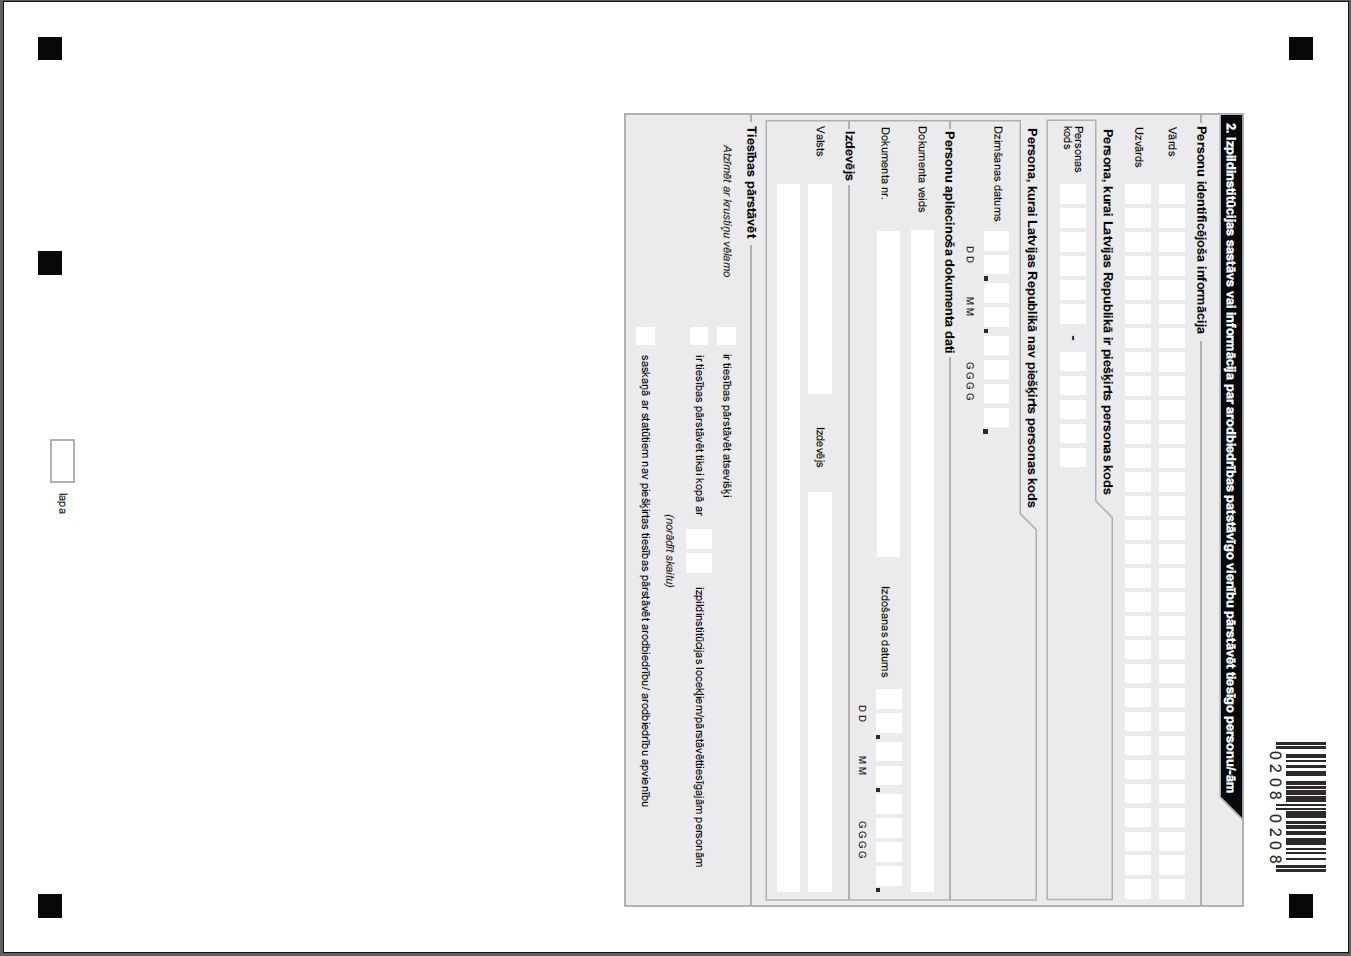 0208 0208
2. Izpildinstitūcijas sastāvs vai informācija par arodbiedrības patstāvīgo vienību pārstāvēt tiesīgo personu/-ām
Personu identificējoša informācija
Vārds
Uzvārds
Persona, kurai Latvijas Republikā ir piešķirts personas kods
Personas
kods
-
Persona, kurai Latvijas Republikā nav piešķirts personas kods
Dzimšanas datums
DD MM GGGG
Personu apliecinoša dokumenta dati
Dokumenta veids
Dokumenta nr. Izdošanas datums
DD MM GGGG
Izdevējs
Valsts Izdevējs
Tiesības pārstāvēt
Atzīmēt ar krustiņu vēlamo
ir tiesības pārstāvēt atsevišķi
ir tiesības pārstāvēt tikai kopā ar izpildinstitūcijas locekļiem/pārstāvēttiesīgajām personām
(norādīt skaitu)
saskaņā ar statūtiem nav piešķirtas tiesības pārstāvēt arodbiedrību/ arodbiedrību apvienību
lapa